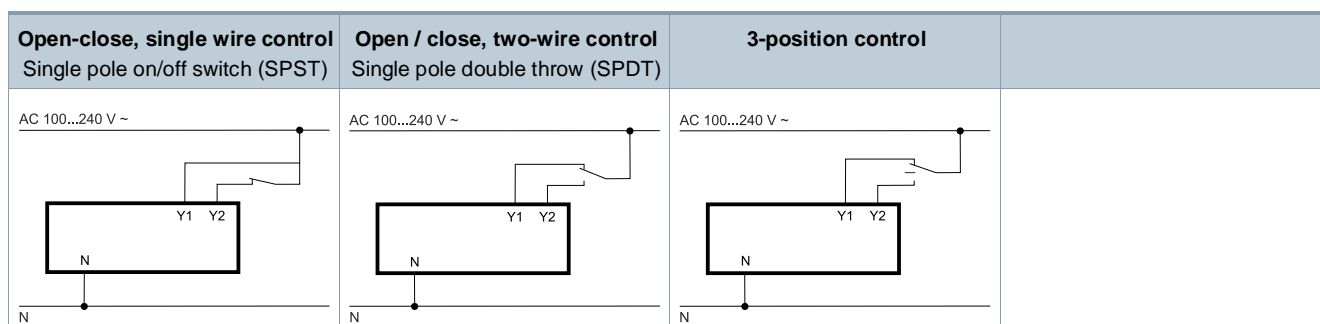 Open-close, single wire control
Single pole on/off switch (SPST)
Open / close, two-wire control
Single pole double throw (SPDT)
3-position control
AC 100...240 V ~
Y1 Y2
N
N
AC 100...240 V ~
Y1 Y2
N
N
AC 100...240 V ~
Y1 Y2
N
N